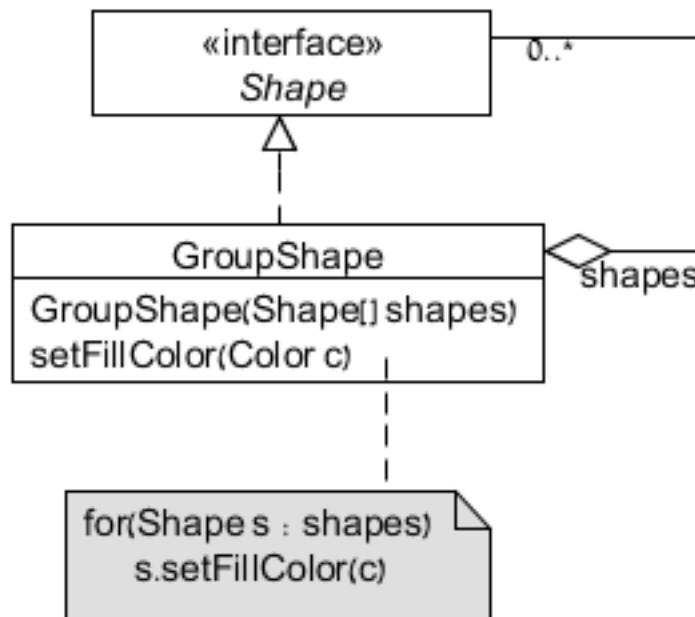 «interface»
Shape
0..*
GroupShape
shapes
GroupShape(Shape[] shapes)
setFillColor(Color c)
for(Shape s : shapes)
s.setFillColor(c)